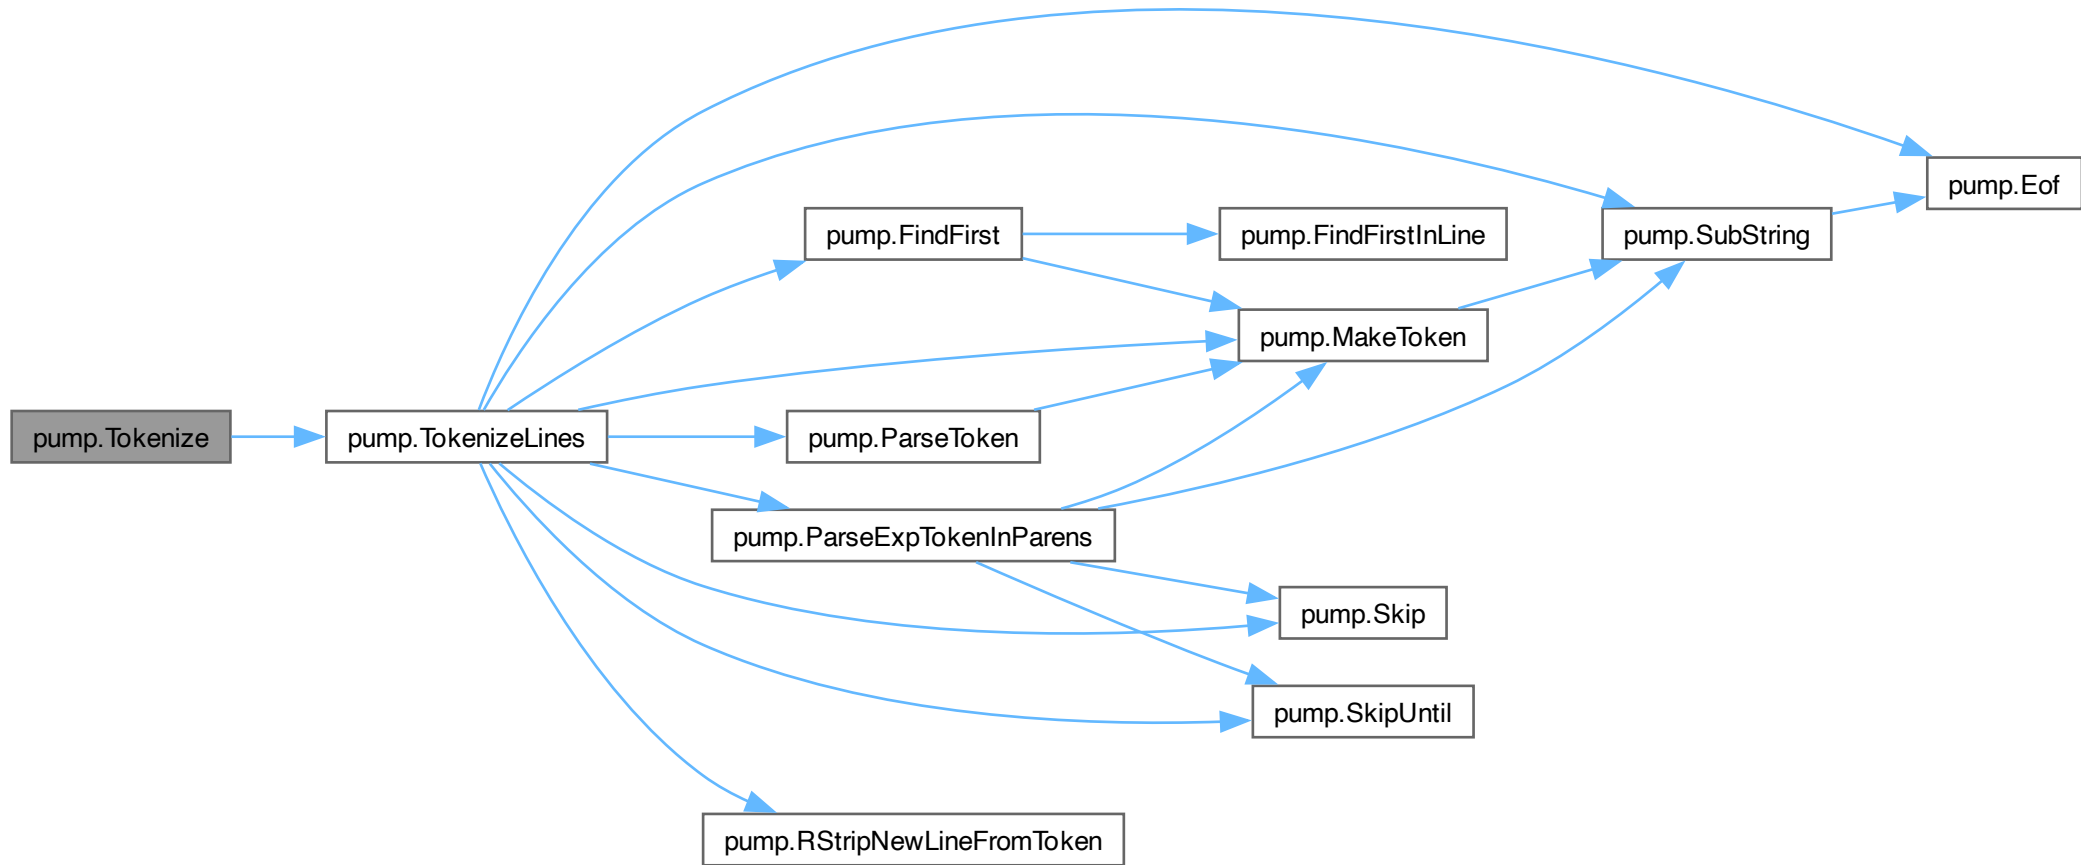 pump.Tokenize
pump.TokenizeLines
pump.FindFirst
pump.ParseToken
pump.ParseExpTokenInParens
pump.RStripNewLineFromToken
pump.FindFirstInLine
pump.MakeToken
pump.Skip
pump.SkipUntil
pump.SubString
pump.Eof